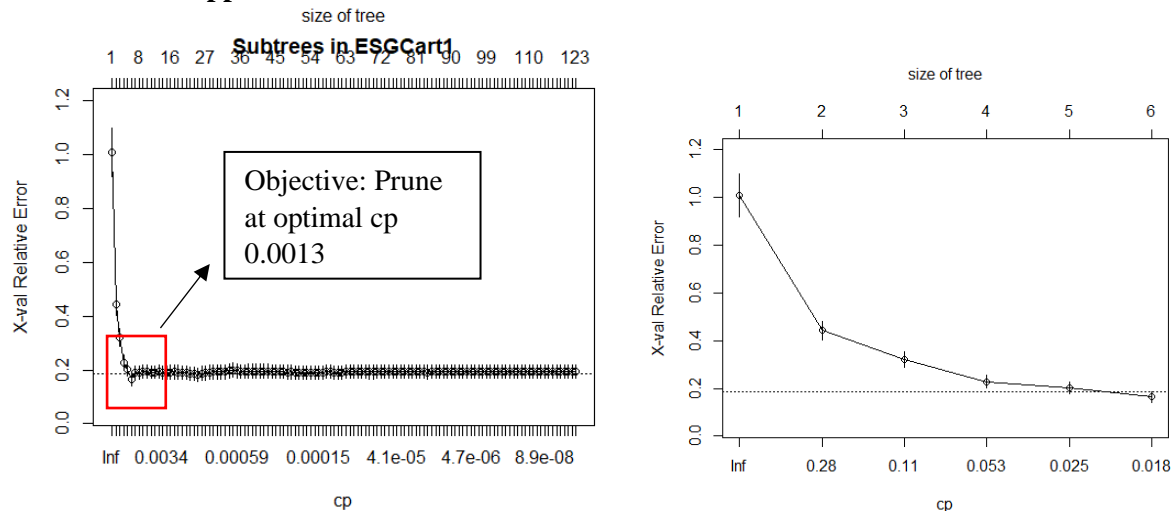 size of tree
Subtrees in ESGCart1
1 8 16 27 36 45 54 63 72 81 90 99 110 123
1.2
1.0
0.8
0.6
0.4
0.2
0.0
X-val Relative Error
Objective: Prune
at optimal cp
0.0013
Inf 0.0034 0.00059 0.00015 4.1e-05 4.7e-06 8.9e-08
cp
size of tree
1 2 3 4 5 6
1.2
1.0
0.8
0.6
0.4
0.2
0.0
X-val Relative Error
Inf 0.28 0.11 0.053 0.025 0.018
cp